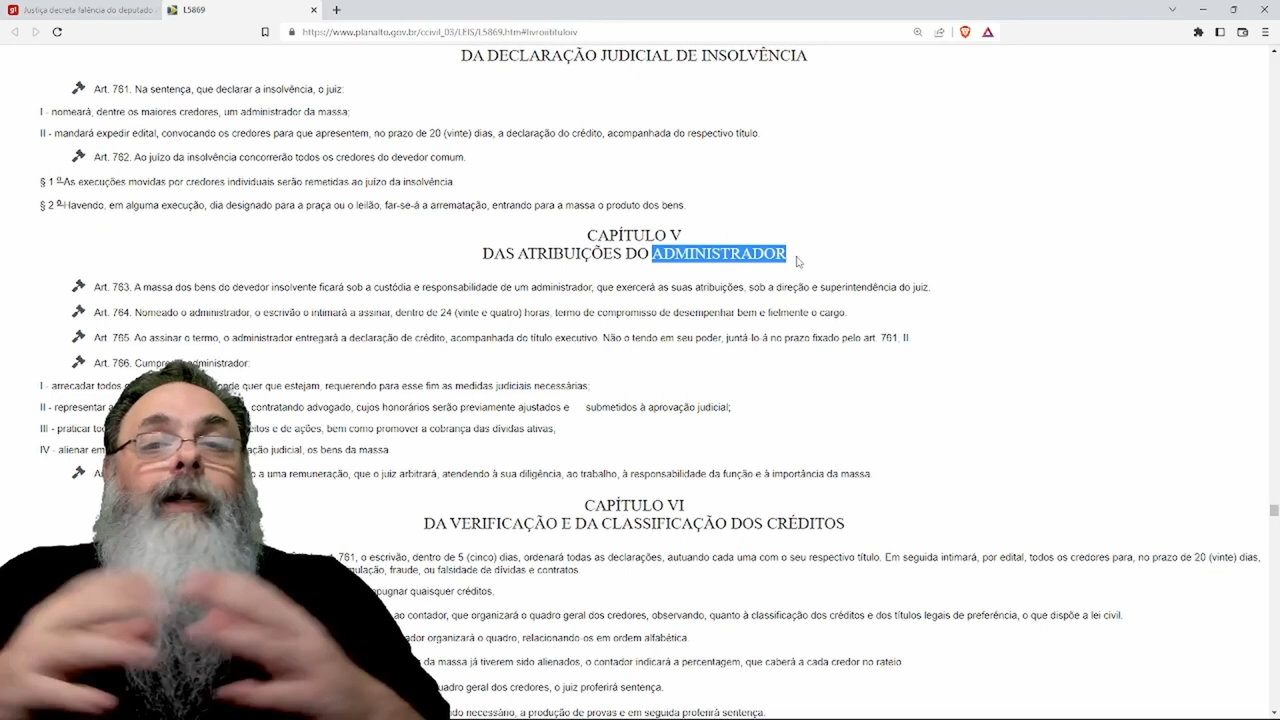 Justiça decreta falência do deputado
L5869
https://www.planalto.gov.br/ccivil_03/LEIS/L5869.htm#livroiitituloiv
DA DECLARAÇÃO JUDICIAL DE INSOLVÊNCIA
Art. 761. Na sentença, que declarar a insolvência, o juiz:
I - nomeará, dentre os maiores credores, um administrador da massa;
II - mandará expedir edital, convocando os credores para que apresentem, no prazo de 20 (vinte) dias, a declaração do crédito, acompanhada do respectivo título.
Art. 762. Ao juízo da insolvência concorrerão todos os credores do devedor comum.
§ 1º As execuções movidas por credores individuais serão remetidas ao juízo da insolvência.
§ 2º Havendo, em alguma execução, dia designado para a praça ou o leilão, far-se-á a arrematação, entrando para a massa o produto dos bens.
CAPÍTULO V
DAS ATRIBUIÇÕES DO ADMINISTRADOR
Art. 763. A massa dos bens do devedor insolvente ficará sob a custódia e responsabilidade de um administrador, que exercerá as suas atribuições, sob a direção e superintendência do juiz.
Art. 764. Nomeado o administrador, o escrivão o intimará a assinar, dentro de 24 (vinte e quatro) horas, termo de compromisso de desempenhar bem e fielmente o cargo.
Art. 765. Ao assinar o termo, o administrador entregará a declaração de crédito, acompanhada do título executivo. Não o tendo em seu poder, juntá-lo-á no prazo fixado pelo art. 761, II.
Art. 766. Cumpre administrador:
I - arrecadar todos onde quer que estejam, requerendo para esse fim as medidas judiciais necessárias;
II - representar a contratando advogado, cujos honorários serão previamente ajustados e submetidos à aprovação judicial;
III - praticar e de ações, bem como promover a cobrança das dívidas ativas;
IV - alienar em judicial, os bens da massa.
a uma remuneração, que o juiz arbitrará, atendendo à sua diligência, ao trabalho, à responsabilidade da função e à importância da massa.
CAPÍTULO VI
DA VERIFICAÇÃO E DA CLASSIFICAÇÃO DOS CRÉDITOS
761, o escrivão, dentro de 5 (cinco) dias, ordenará todas as declarações, autuando cada uma com o seu respectivo título. Em seguida intimará, por edital, todos os credores para, no prazo de 20 (vinte) dias,
fraude, ou falsidade de dívidas e contratos.
quaisquer créditos.
ao contador, que organizará o quadro geral dos credores, observando, quanto à classificação dos créditos e dos títulos legais de preferência, o que dispõe a lei civil.
organizará o quadro, relacionando-os em ordem alfabética.
da massa já tiverem sido alienados, o contador indicará a percentagem, que caberá a cada credor no rateio
geral dos credores, o juiz proferirá sentença.
necessário, a produção de provas e em seguida proferirá sentença.